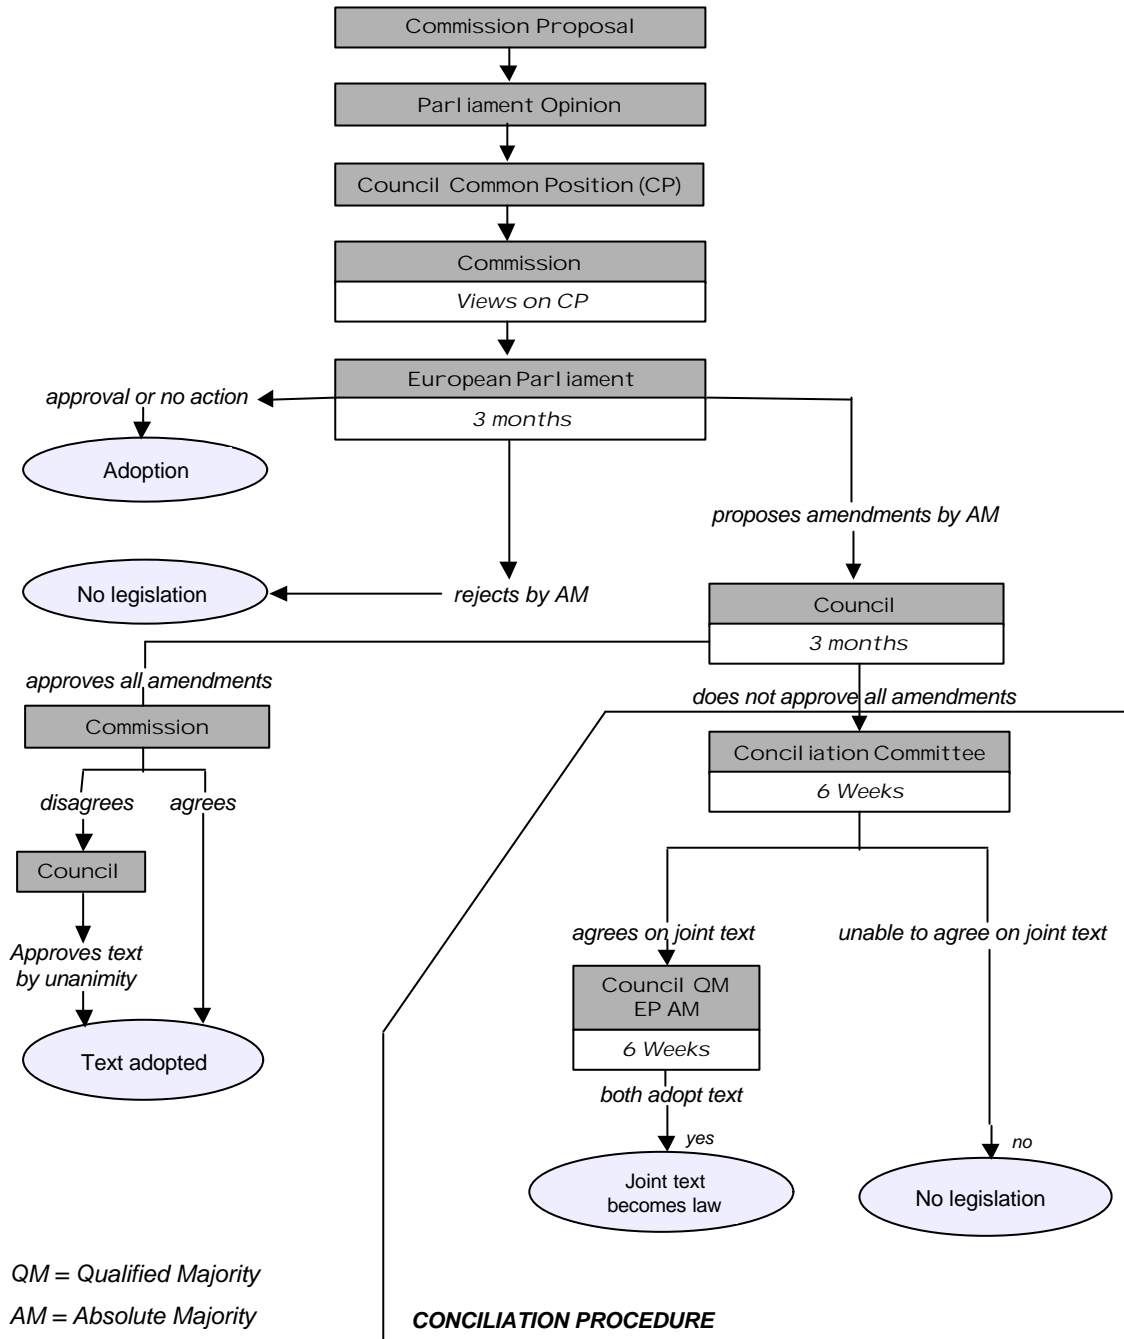 Commission Proposal
Parliament Opinion
Council Common Position (CP)
Commission
Views on CP
European Parliament
3 months
approval or no action
Adoption
proposes amendments by AM
No legislation
rejects by AM
Council
3 months
approves all amendments
does not approve all amendments
Commission
Conciliation Committee
6 Weeks
disagrees
agrees
Council
Approves text
by unanimity
agrees on joint text
unable to agree on joint text
Council QM
EP AM
6 Weeks
Text adopted
both adopt text
yes
no
Joint text
becomes law
No legislation
QM = Qualified Majority
AM = Absolute Majority
CONCILIATION PROCEDURE